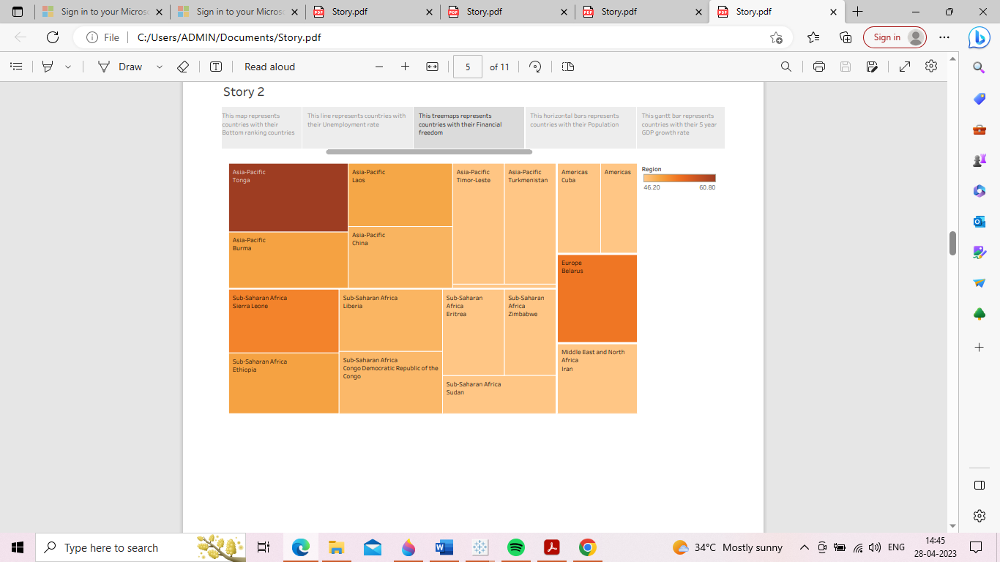 Sign in to your Microso
Sign in to your Microso
Story.pdf
Story.pdf
Story.pdf
Story.pdf
File
C:/Users/ADMIN/Documents/Story.pdf
Sign in
Draw
Read aloud
5
of 11
Story 2
This map represents
countries with their
Bottom ranking countries
This line represents countries with
their Unemployment rate
This treemaps represents
countries with their Financial
freedom
This horizontal bars represents
countries with their Population
This gantt bar represents
countries with their 5 year
GDP growth rate
Asia-Pacific
Tonga
Asia-Pacific
Laos
Asia-Pacific
Timor-Leste
Asia-Pacific
Turkmenistan
Americas
Cuba
Americas
Region
46.20
60.80
Asia-Pacific
Burma
Asia-Pacific
China
Europe
Belarus
Sub-Saharan Africa
Sierra Leone
Sub-Saharan Africa
Liberia
Sub-Saharan
Africa
Eritrea
Sub-Saharan
Africa
Zimbabwe
Middle East and North
Africa
Iran
Sub-Saharan Africa
Ethiopia
Sub-Saharan Africa
Congo Democratic Republic of the
Congo
Sub-Saharan Africa
Sudan
Type here to search
34°C Mostly sunny
ENG
14:45
28-04-2023